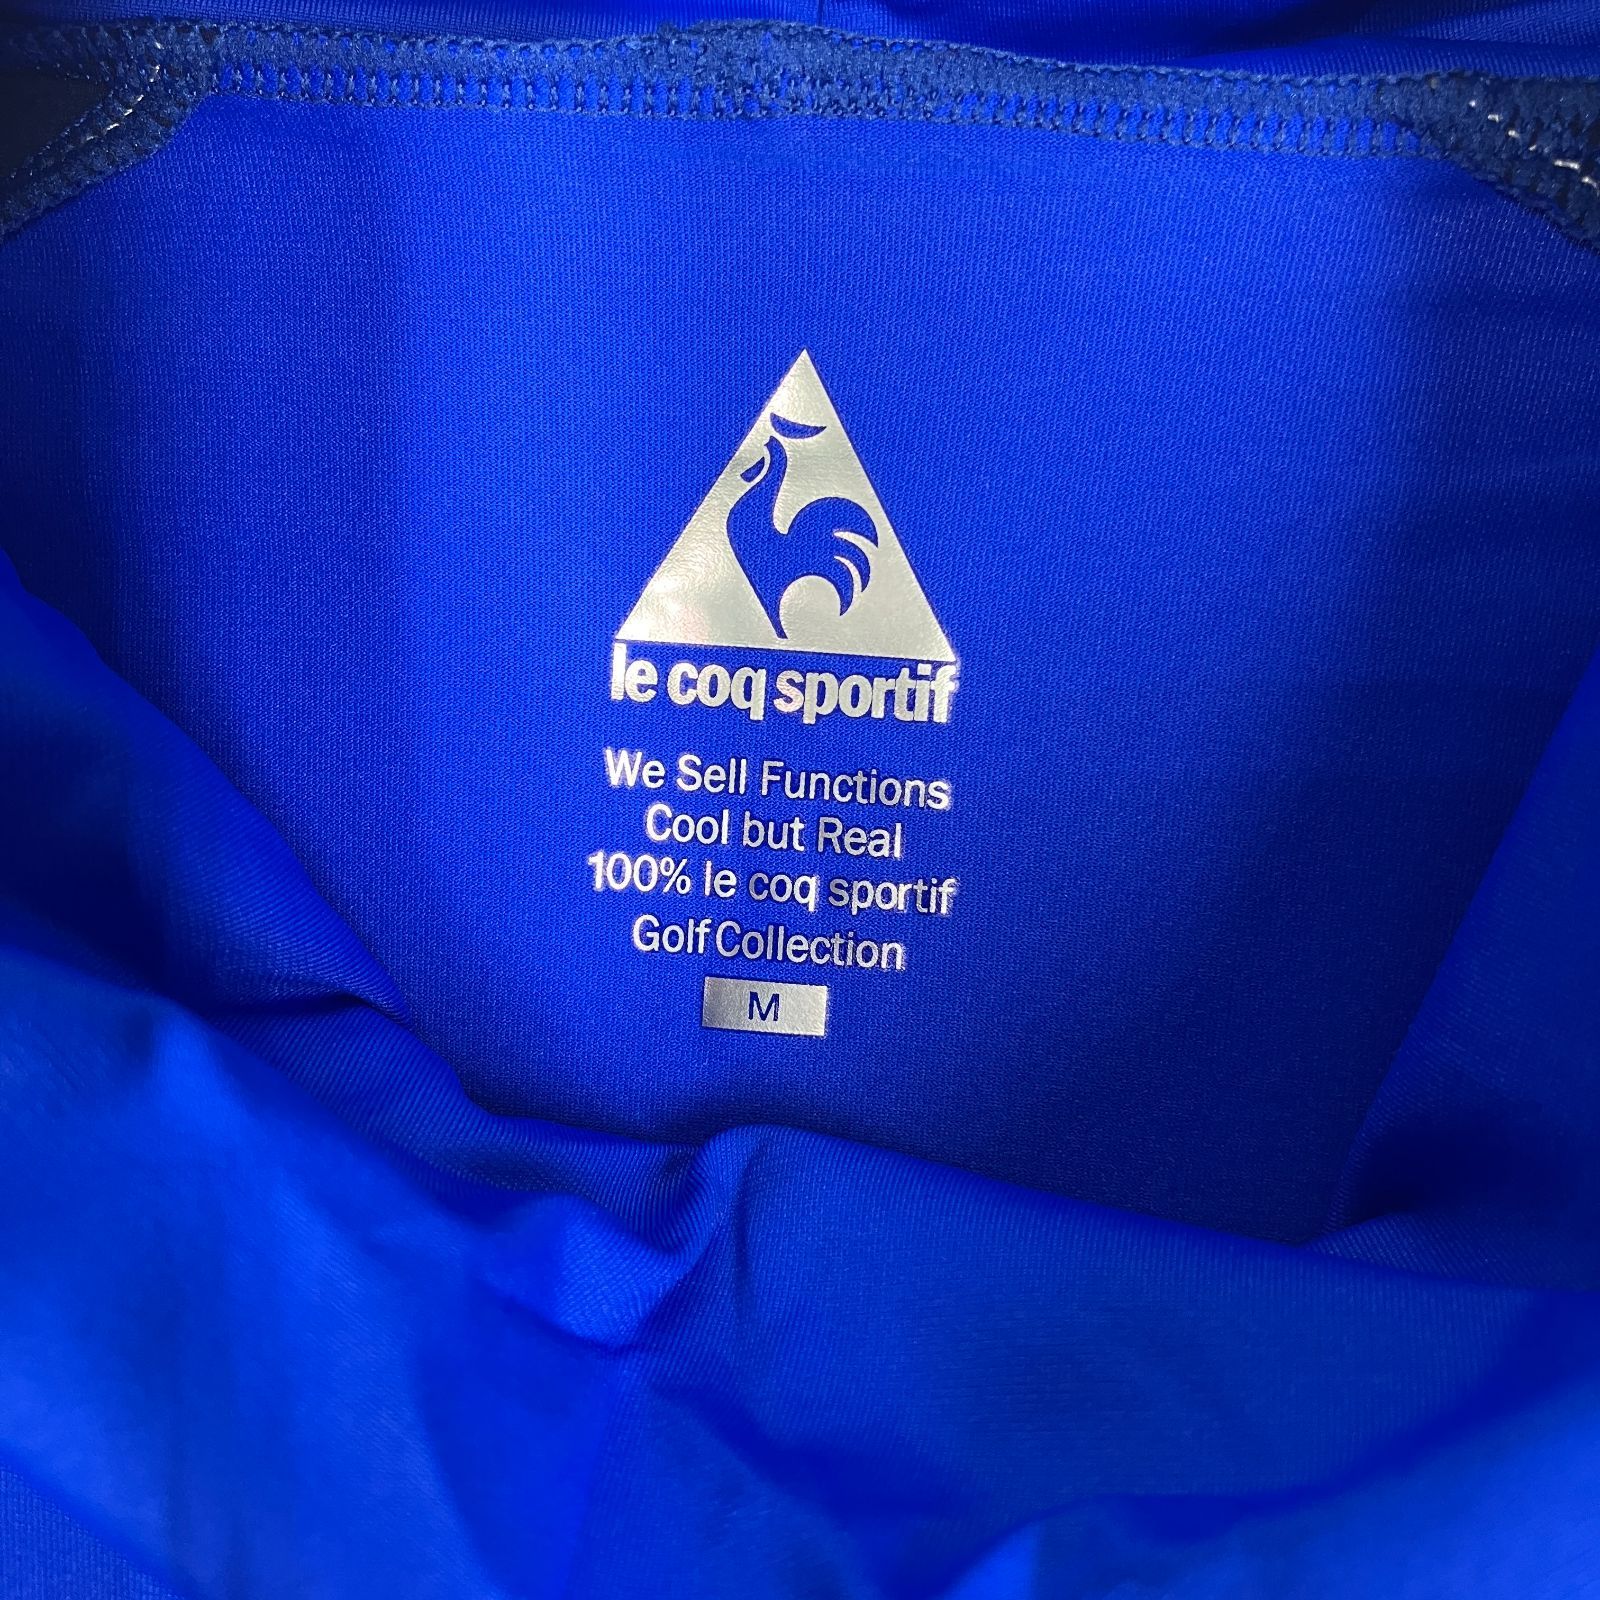 le coq sportif
We Sell Functions
Cool but Real
100% le coq sportif
Golf Collection
M